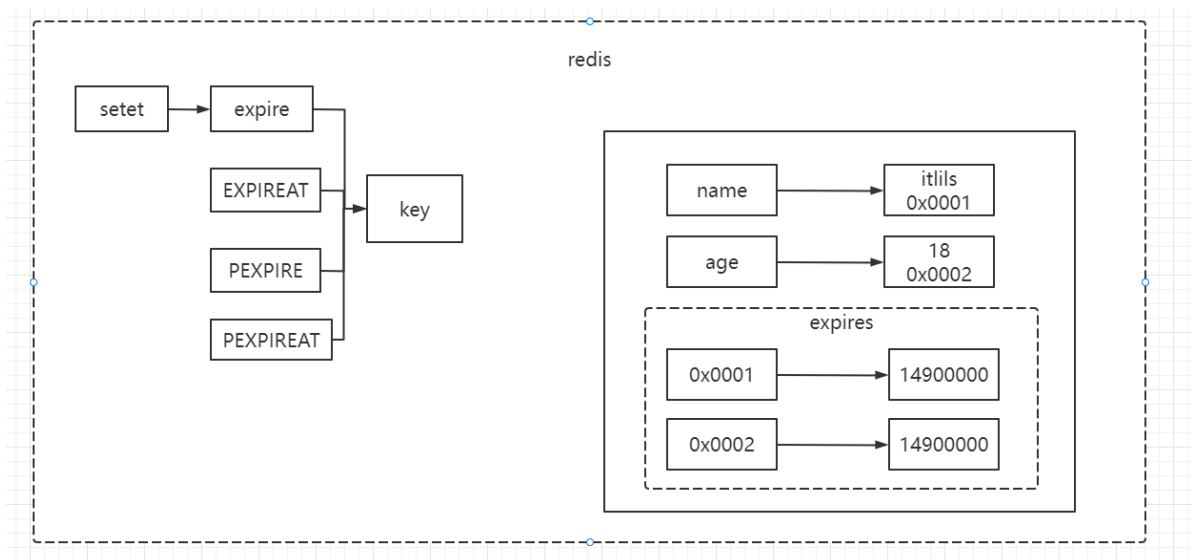 redis
setet
expire
EXPIREAT
PEXPIRE
PEXPIREAT
key
name
itlils
0x0001
age
18
0x0002
expires
0x0001
14900000
0x0002
14900000